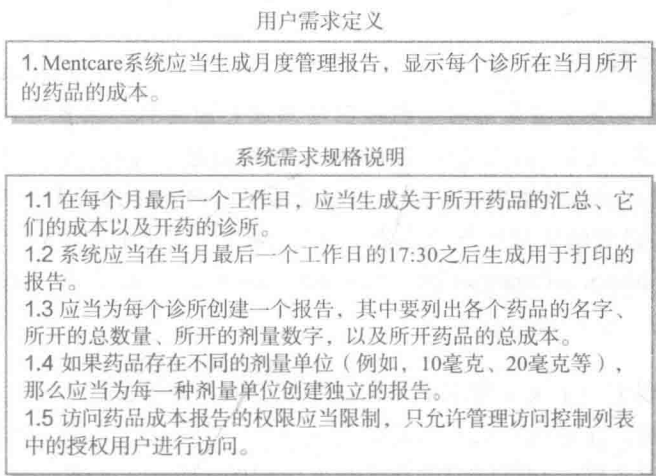 用户需求定义
1. Mentcare系统应当生成月度管理报告，显示每个诊所在当月所开
的药品的成本。
系统需求规格说明
1.1 在每个月最后一个工作日，应当生成关于所开药品的汇总、它
们的成本以及开药的诊所。
1.2 系统应当在当月最后一个工作日的17:30之后生成用于打印的
报告。
1.3 应当为每个诊所创建一个报告，其中要列出各个药品的名字、
所开的总数量、所开的剂量数字，以及所开药品的总成本。
1.4 如果药品存在不同的剂量单位（例如，10毫克、20毫克等），
那么应当为每一种剂量单位创建独立的报告。
1.5 访问药品成本报告的权限应当限制，只允许管理访问控制列表
中的授权用户进行访问。